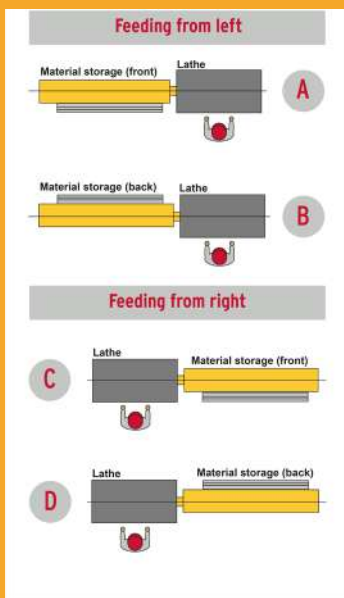 Feeding from left
Material storage (front)
Lathe
A
Material storage (back)
Lathe
B
Feeding from right
Lathe
Material storage (front)
C
Lathe
Material storage (back)
D